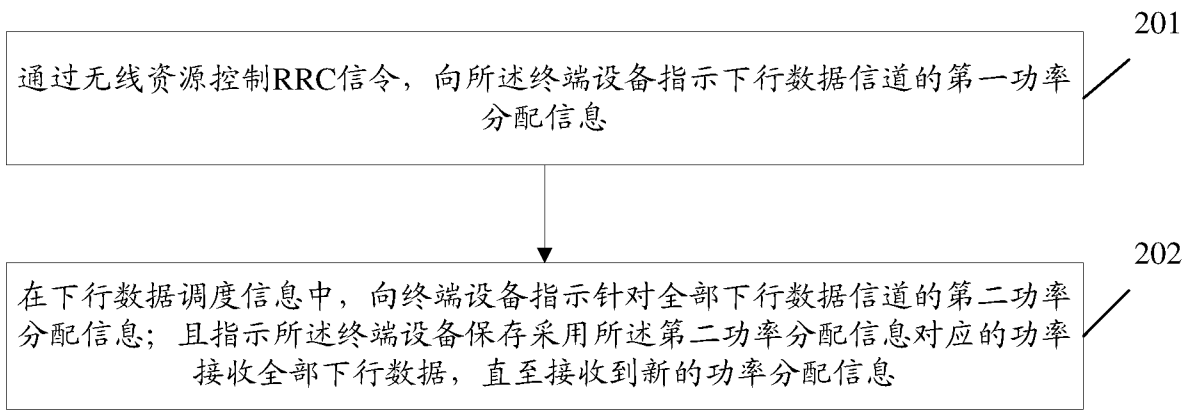 201
通过无线资源控制RRC信令，向所述终端设备指示下行数据信道的第一功率
分配信息
202
在下行数据调度信息中，向终端设备指示针对全部下行数据信道的第二功率
分配信息；且指示所述终端设备保存采用所述第二功率分配信息对应的功率
接收全部下行数据，直至接收到新的功率分配信息